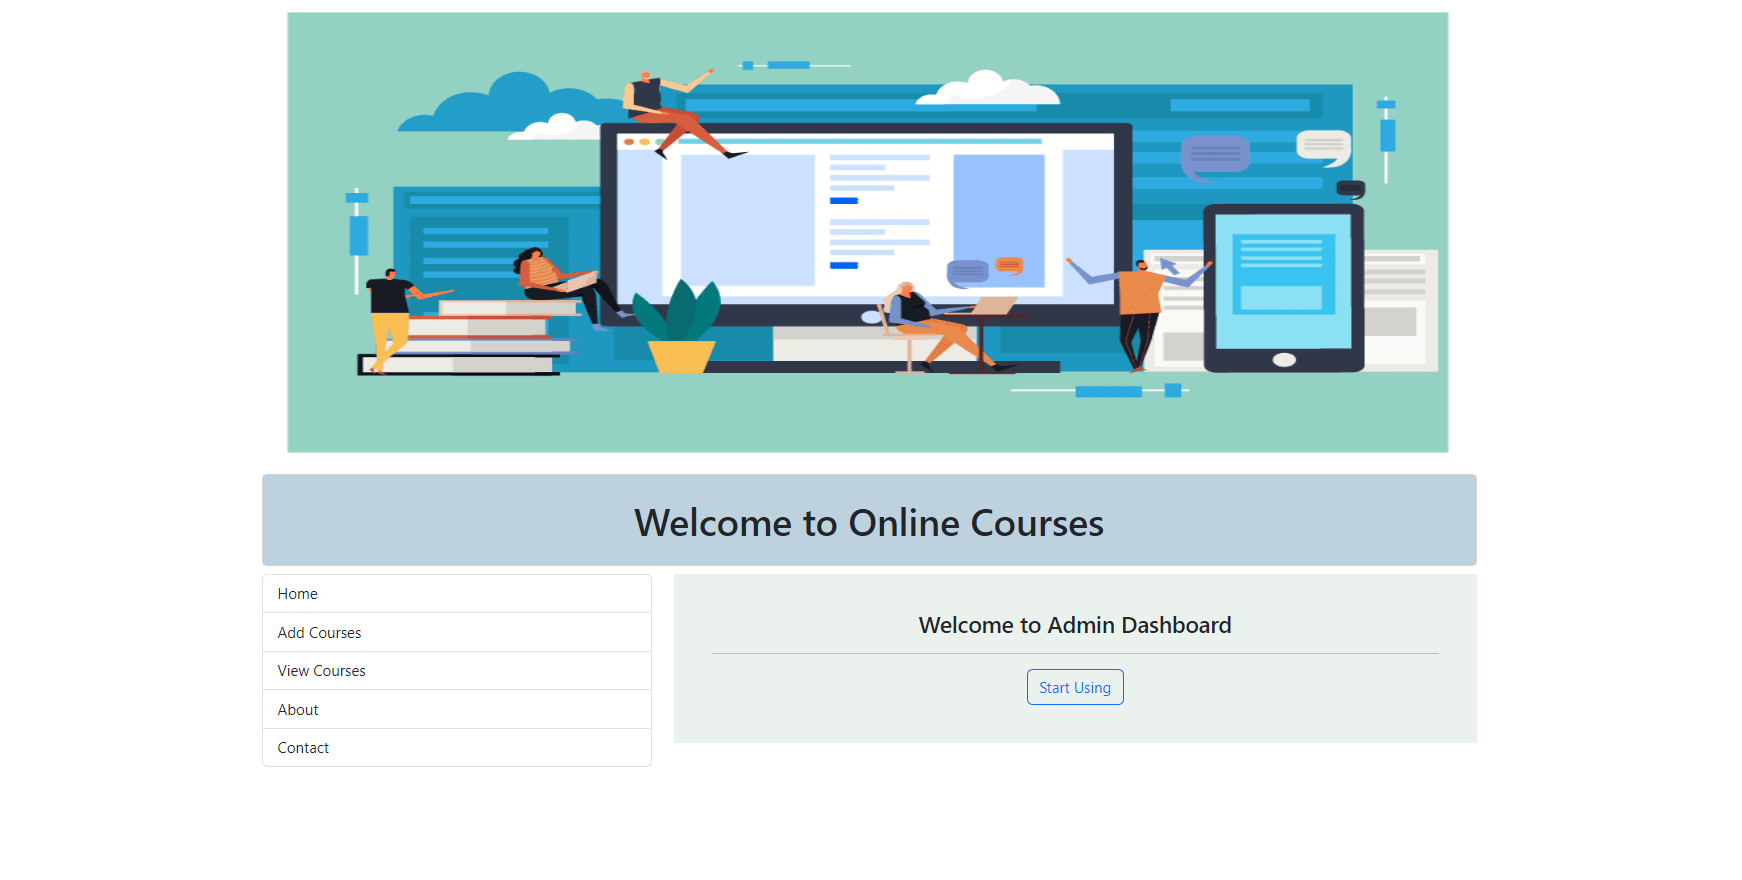 Welcome to Online Courses
Home
Add Courses
View Courses
About
Contact
Welcome to Admin Dashboard
Start Using